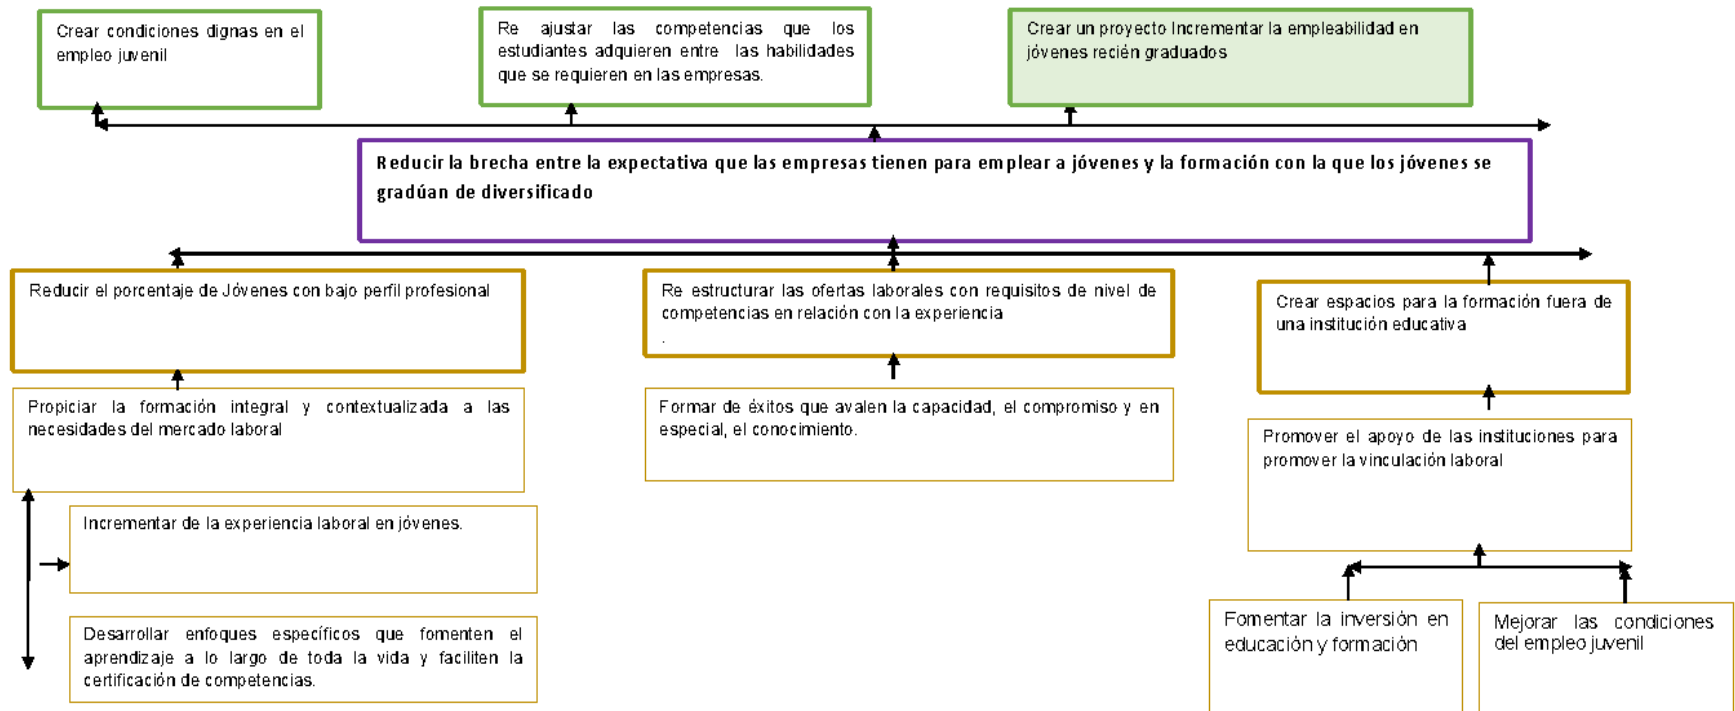 Crear condiciones dignas en el
empleo juvenil
Re ajustar las competencias que los
estudiantes adquieren entre las habilidades
que se requieren en las empresas.
Crear un proyecto Incrementar la empleabilidad en
jóvenes recién graduados
Reducir la brecha entre la expectativa que las empresas tienen para emplear a jóvenes y la formación con la que los jóvenes se
gradúan de diversificado
Reducir el porcentaje de Jóvenes con bajo perfil profesional
Re estructurar las ofertas laborales con requisitos de nivel de
competencias en relación con la experiencia
.
Crear espacios para la formación fuera de
una institución educativa
Propiciar la formación integral y contextualizada a las
necesidades del mercado laboral
Formar de éxitos que avalen la capacidad, el compromiso y en
especial, el conocimiento.
Promover el apoyo de las instituciones para
promover la vinculación laboral
Incrementar de la experiencia laboral en jóvenes.
Desarrollar enfoques específicos que fomenten el
aprendizaje a lo largo de toda la vida y faciliten la
certificación de competencias.
Fomentar la inversión en
educación y formación
Mejorar las condiciones
del empleo juvenil